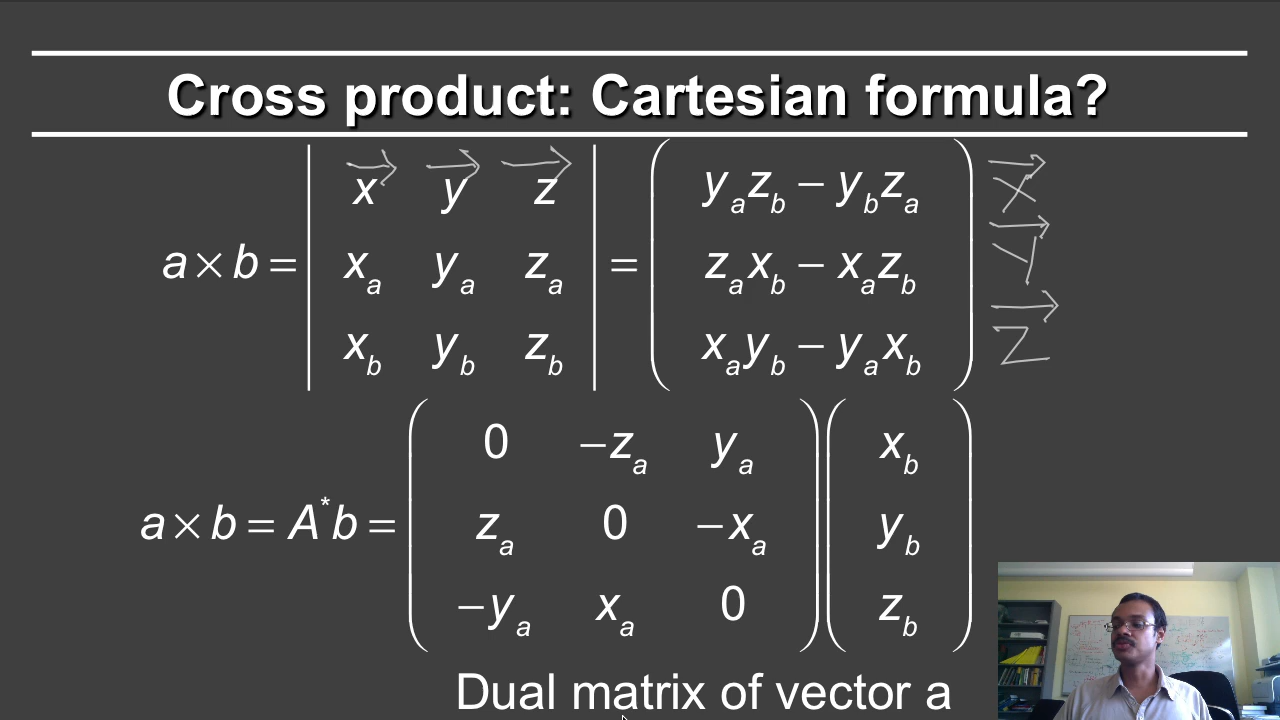 Cross product: Cartesian formula?
a × b = | x⃗ y⃗ z⃗ | = ( y_a z_b − y_b z_a ) X⃗
| x_a y_a z_a | ( z_a x_b − x_a z_b ) Y⃗
| x_b y_b z_b | ( x_a y_b − y_a x_b ) Z⃗
a × b = A^* b = ( 0 −z_a y_a ) ( x_b )
( z_a 0 −x_a ) ( y_b )
( −y_a x_a 0 ) ( z_b )
Dual matrix of vector a